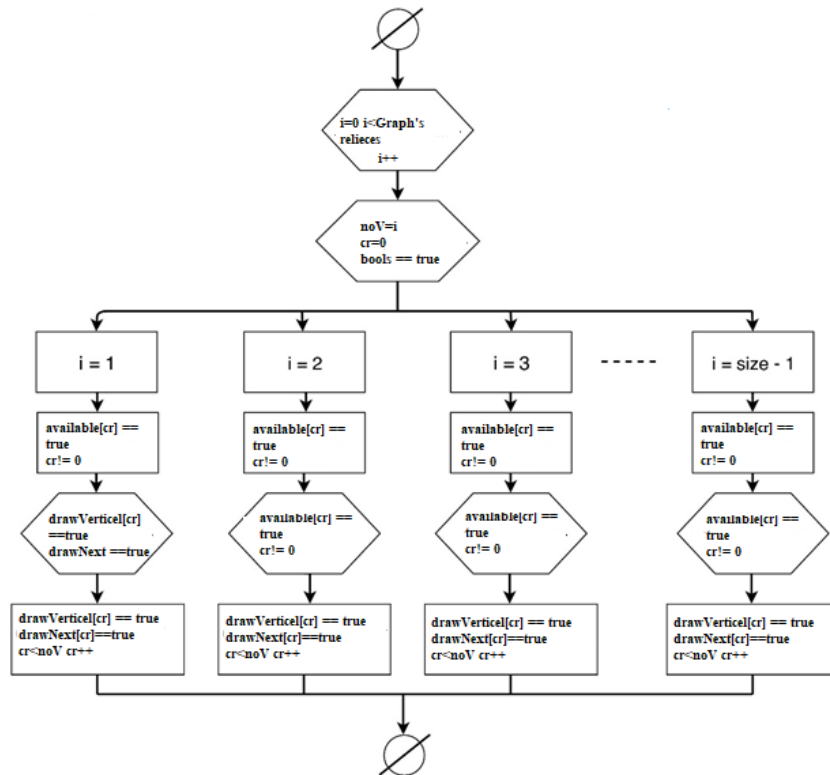 i=0 i<Graph's
relieces
i++
noV=i
cr=0
bools == true
i = 1
i = 2
i = 3
-----
i = size - 1
available[cr] ==
true
cr!= 0
available[cr] ==
true
cr!= 0
available[cr] ==
true
cr!= 0
available[cr] ==
true
cr!= 0
drawVerticel[cr]
==true
drawNext ==true
available[cr] ==
true
cr!= 0
available[cr] ==
true
cr!= 0
available[cr] ==
true
cr!= 0
drawVerticel[cr] == true
drawNext[cr]==true
cr<noV cr++
drawVerticel[cr] == true
drawNext[cr]==true
cr<noV cr++
drawVerticel[cr] == true
drawNext[cr]==true
cr<noV cr++
drawVerticel[cr] == true
drawNext[cr]==true
cr<noV cr++